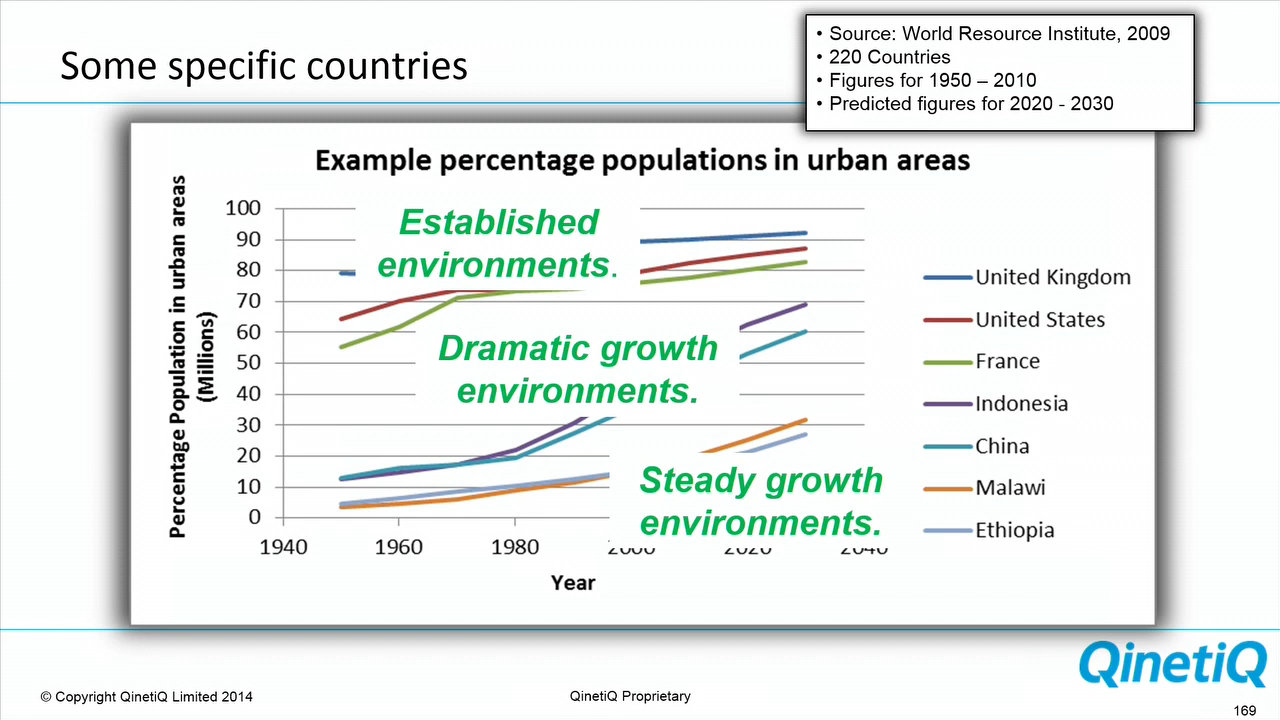 Some specific countries
• Source: World Resource Institute, 2009
• 220 Countries
• Figures for 1950 – 2010
• Predicted figures for 2020 - 2030
Example percentage populations in urban areas
Percentage Population in urban areas
(Millions)
100
90
80
70
60
50
40
30
20
10
0
1940
1960
1980
2000
2020
2040
Year
Established
environments.
Dramatic growth
environments.
Steady growth
environments.
United Kingdom
United States
France
Indonesia
China
Malawi
Ethiopia
QinetiQ
© Copyright QinetiQ Limited 2014
QinetiQ Proprietary
169